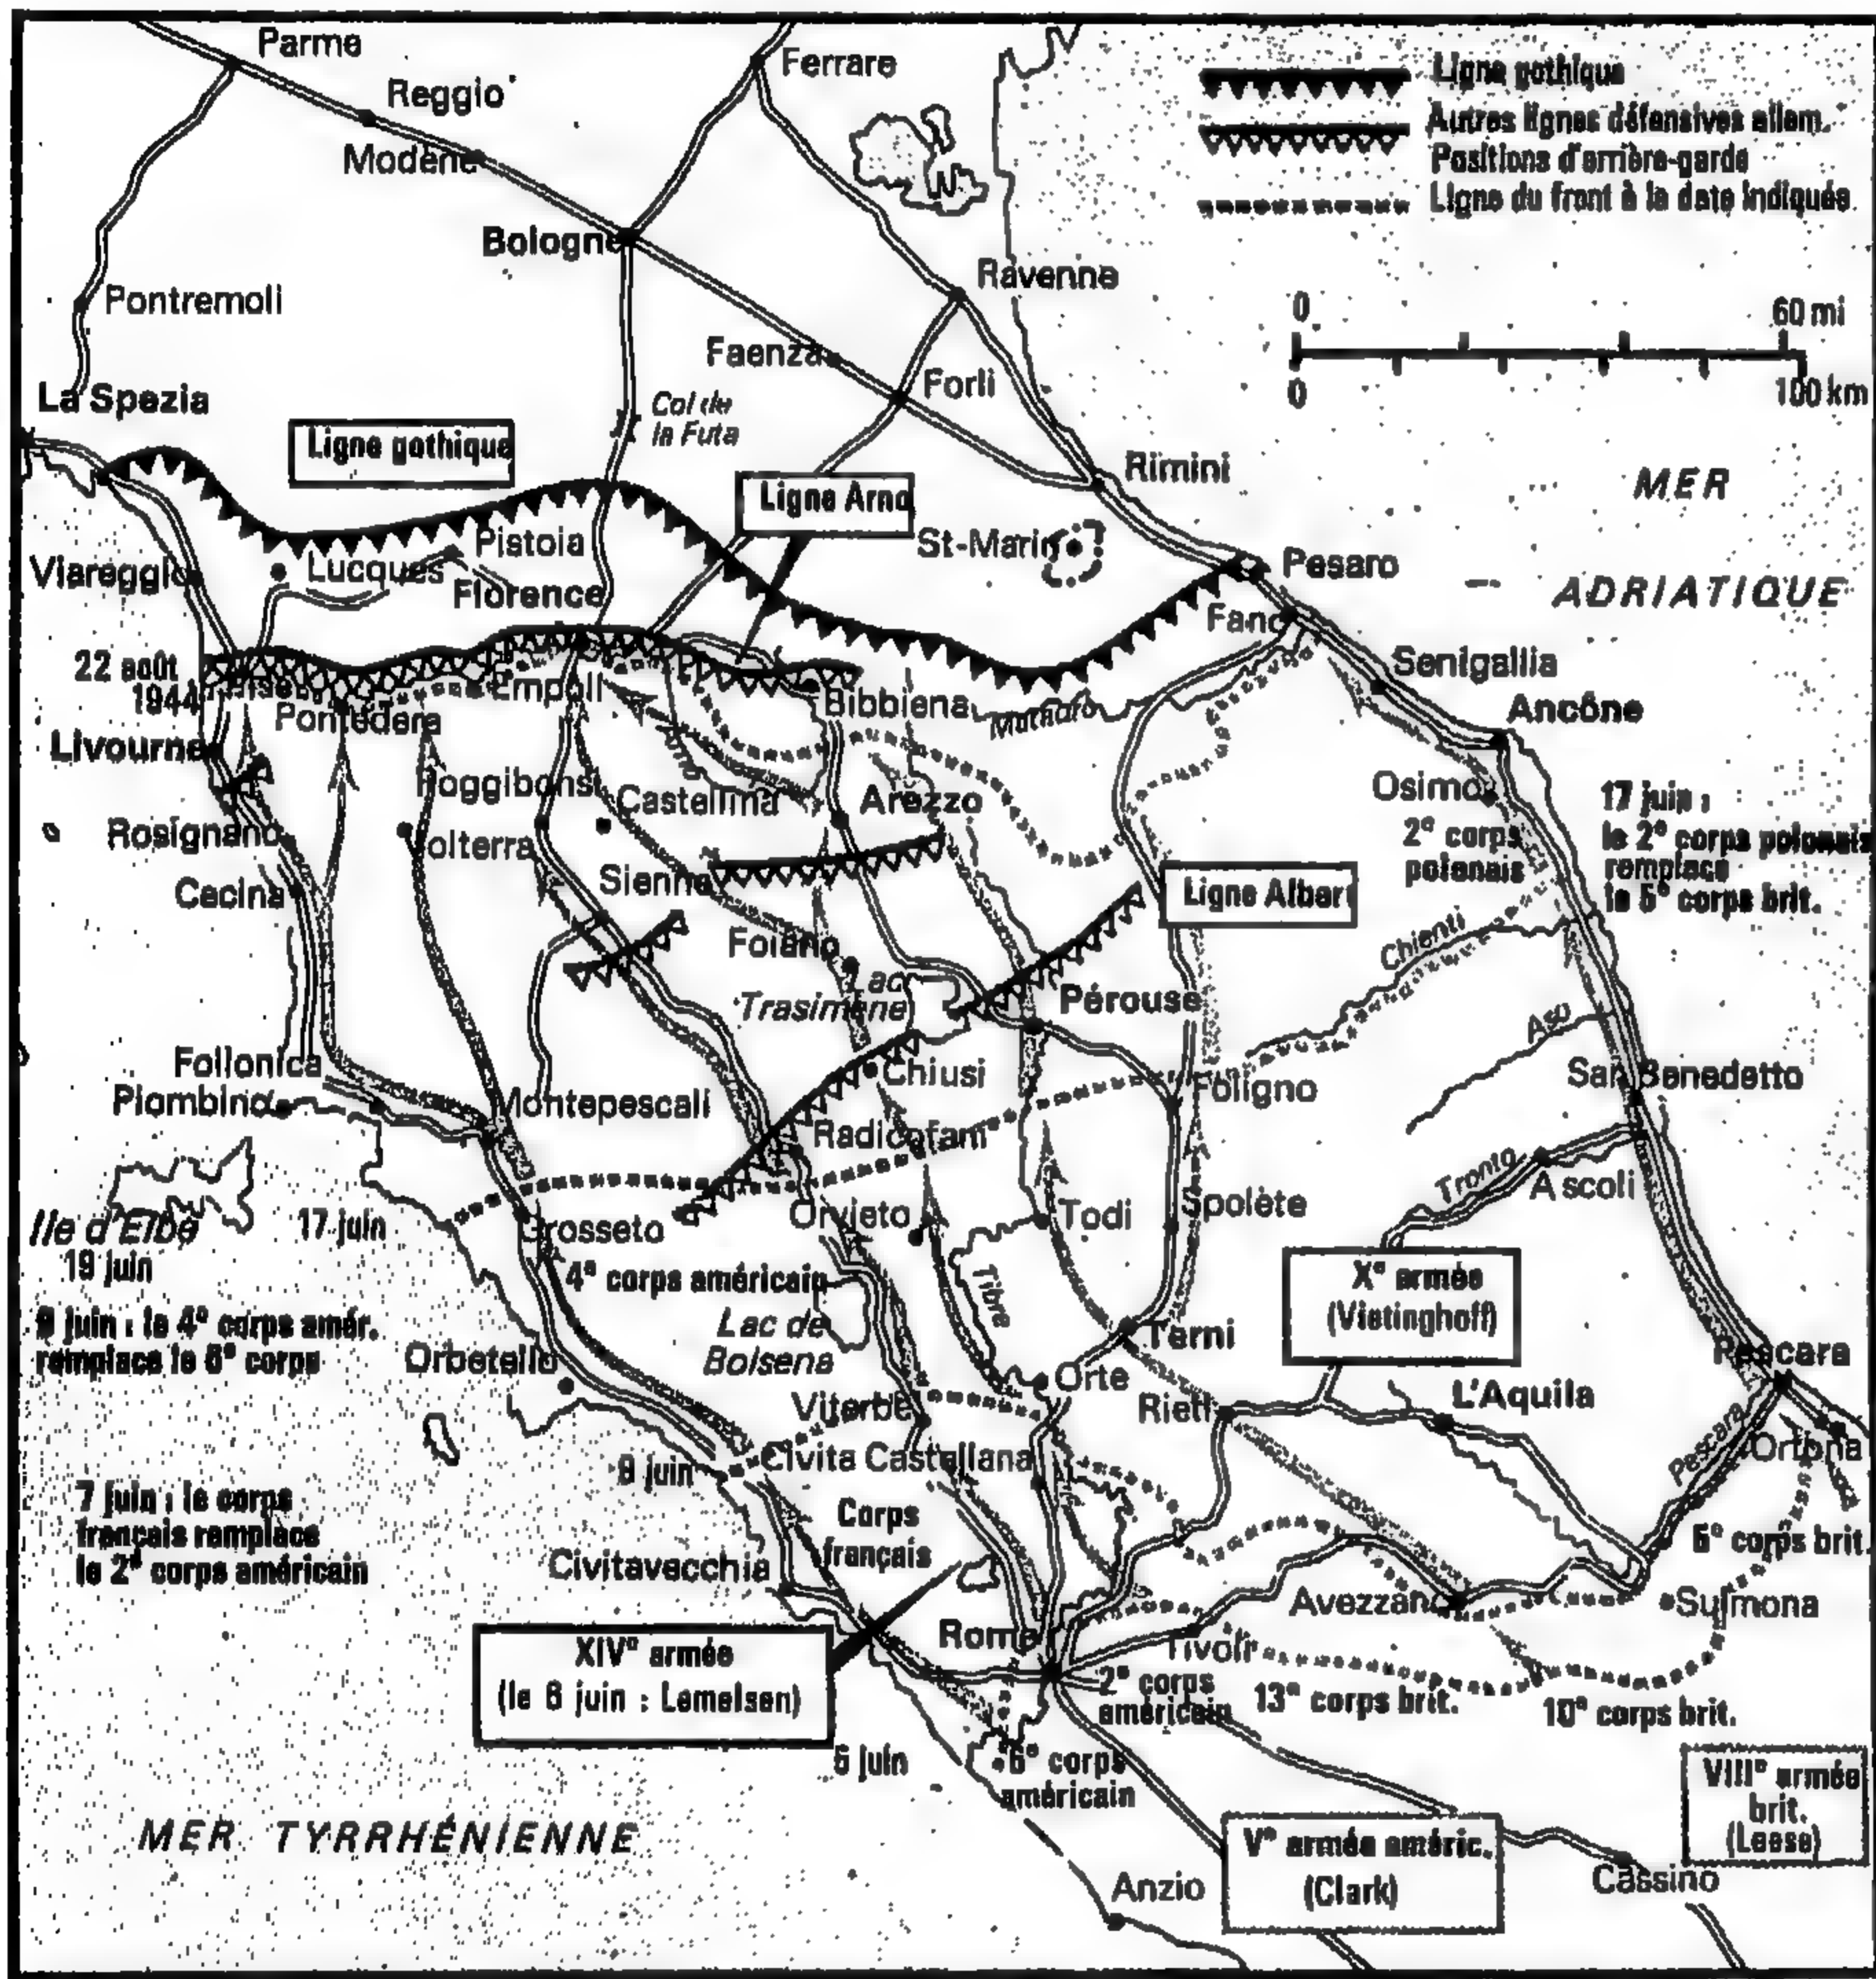 Parme
Ferrare
Reggio
Modène
Bologne
Pontremoli
Ravenne
Faenza
Forli
La Spezia
Col de
la Futa
Ligne gothique
Autres lignes défensives allem.
Positions d'arrière-garde
Ligne du front à la date indiquée
0 60 mi
0 100 km
Ligne gothique
Ligne Arno
Rimini
MER
ADRIATIQUE
St-Marin
Pesaro
Pistoia
Viareggio
Lucques
Florence
Fano
Senigallia
22 août
1944
Empoli
Pontedera
Bibbiena
Ancône
Livourne
Arno
Poggibonsi
Castellina
Arezzo
Osimo
2e corps
polonais
17 juin :
le 2e corps polonais
remplace
le 5e corps brit.
Rosignano
Volterra
Cecina
Sienne
Ligne Albert
Foiano
Lac
Trasimène
Pérouse
Chienti
Aso
Follonica
Piombino
Chiusi
Foligno
San Benedetto
Montepescali
Radicofani
Tronto
Ascoli
Ile d'Elbe
17 juin
19 juin
Grosseto
Orvieto
Todi
Spolète
Tibre
4e corps américain
Lac de
Bolsena
Xe armée
(Vietinghoff)
9 juin : le 4e corps amér.
remplace le 6e corps
Orbetello
Terni
Orte
Pescara
Viterbe
Rieti
L'Aquila
Pescara
Ortona
9 juin
Civita Castellana
7 juin : le corps
français remplace
le 2e corps américain
Corps
français
Civitavecchia
5e corps brit.
Avezzano
Sulmona
XIVe armée
(le 6 juin : Lemelsen)
Rome
Tivoli
2e corps
américain
13e corps brit.
10e corps brit.
5 juin
6e corps
américain
VIIIe armée
brit.
(Leese)
MER TYRRHÉNIENNE
Ve armée améric.
(Clark)
Anzio
Cassino